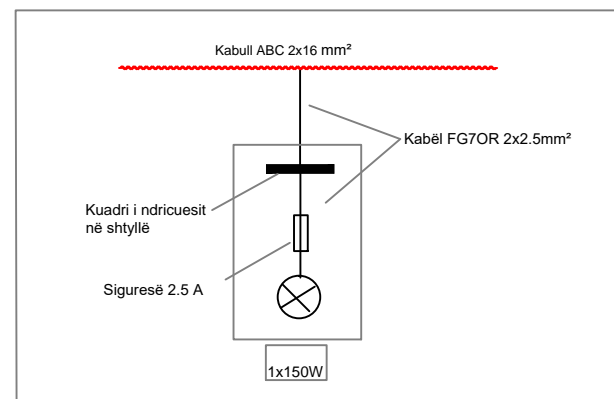 Kabull ABC 2x16 mm²
Kabël FG7OR 2x2.5mm²
Kuadri i ndricuesit
në shtyllë
Siguresë 2.5 A
1x150W